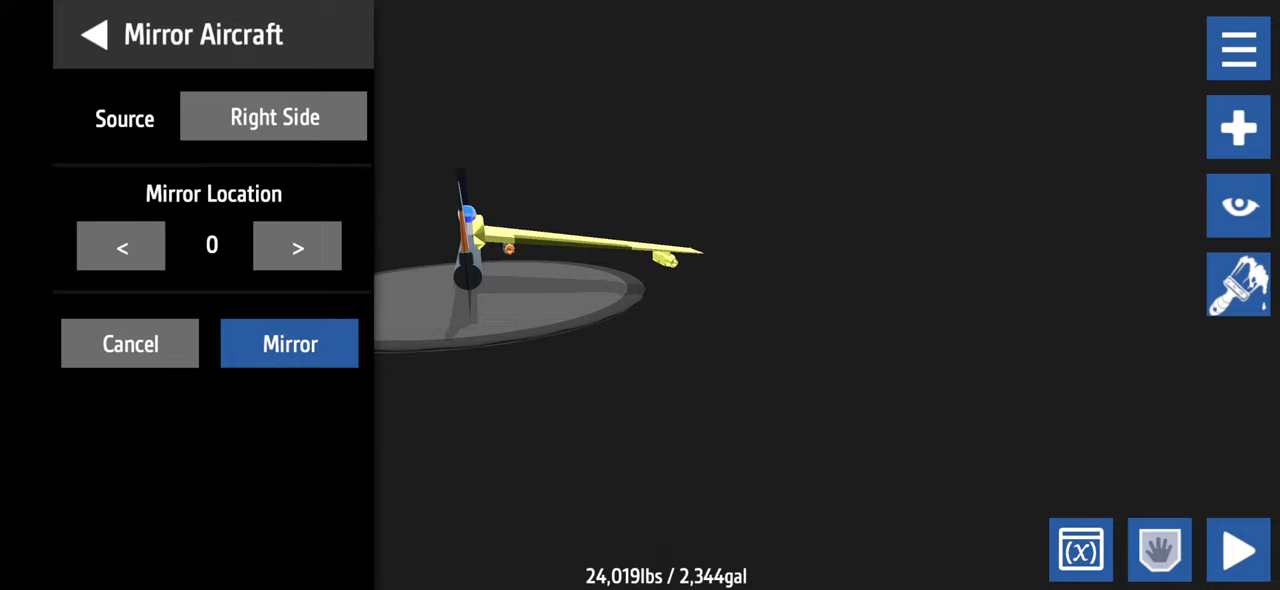 Mirror Aircraft
Source
Right Side
Mirror Location
<
0
>
Cancel
Mirror
(x)
24,019lbs / 2,344gal